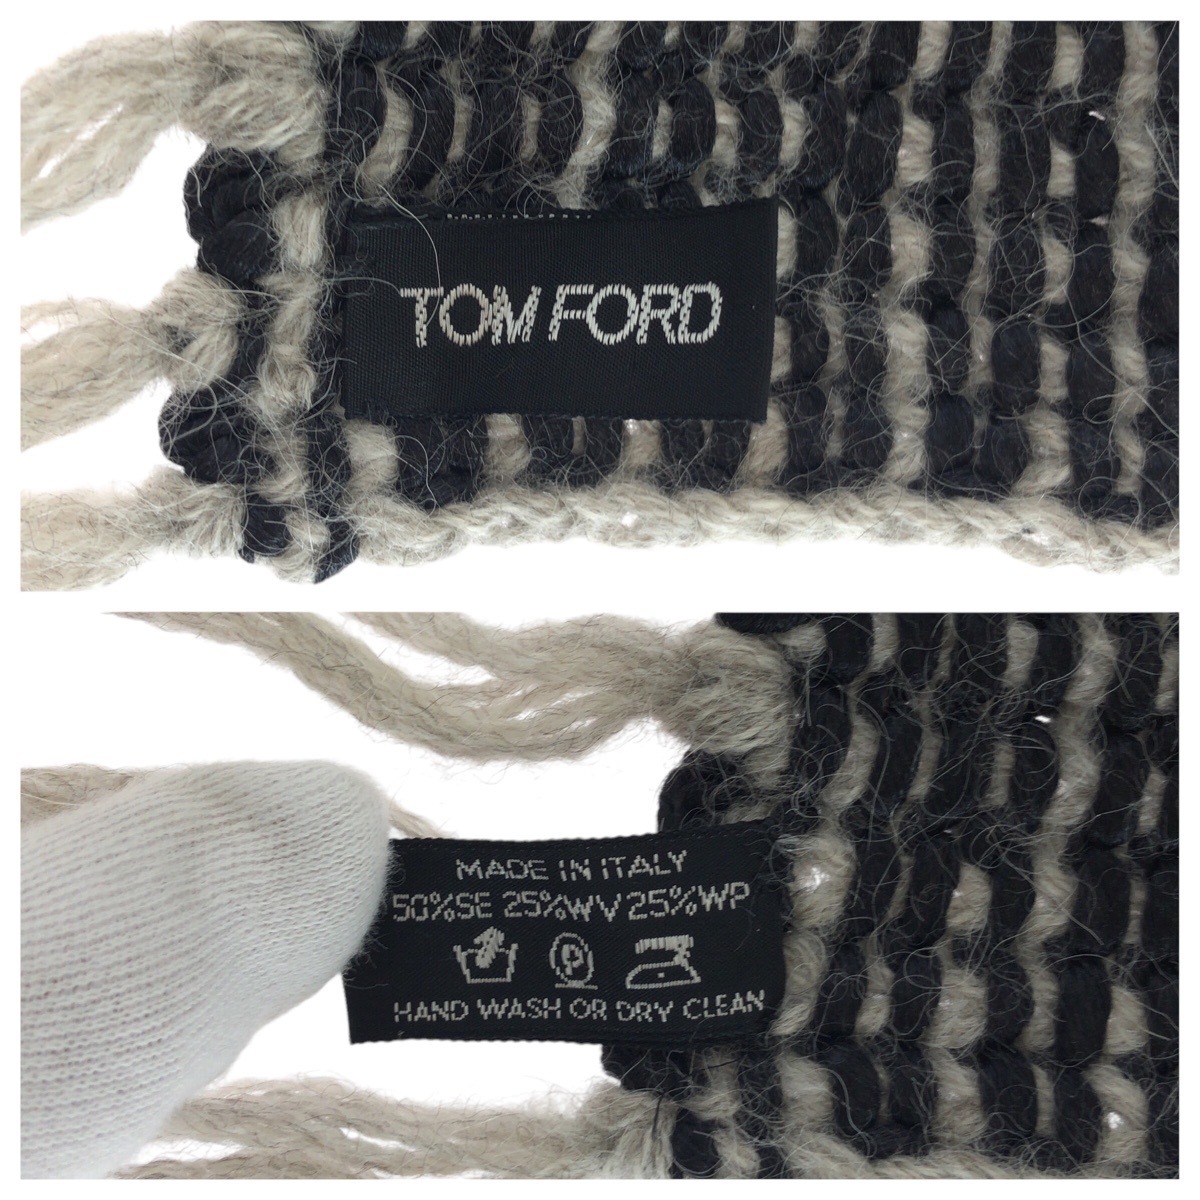 TOM FORD
MADE IN ITALY
50%SE 25%WV 25%WP
P
HAND WASH OR DRY CLEAN